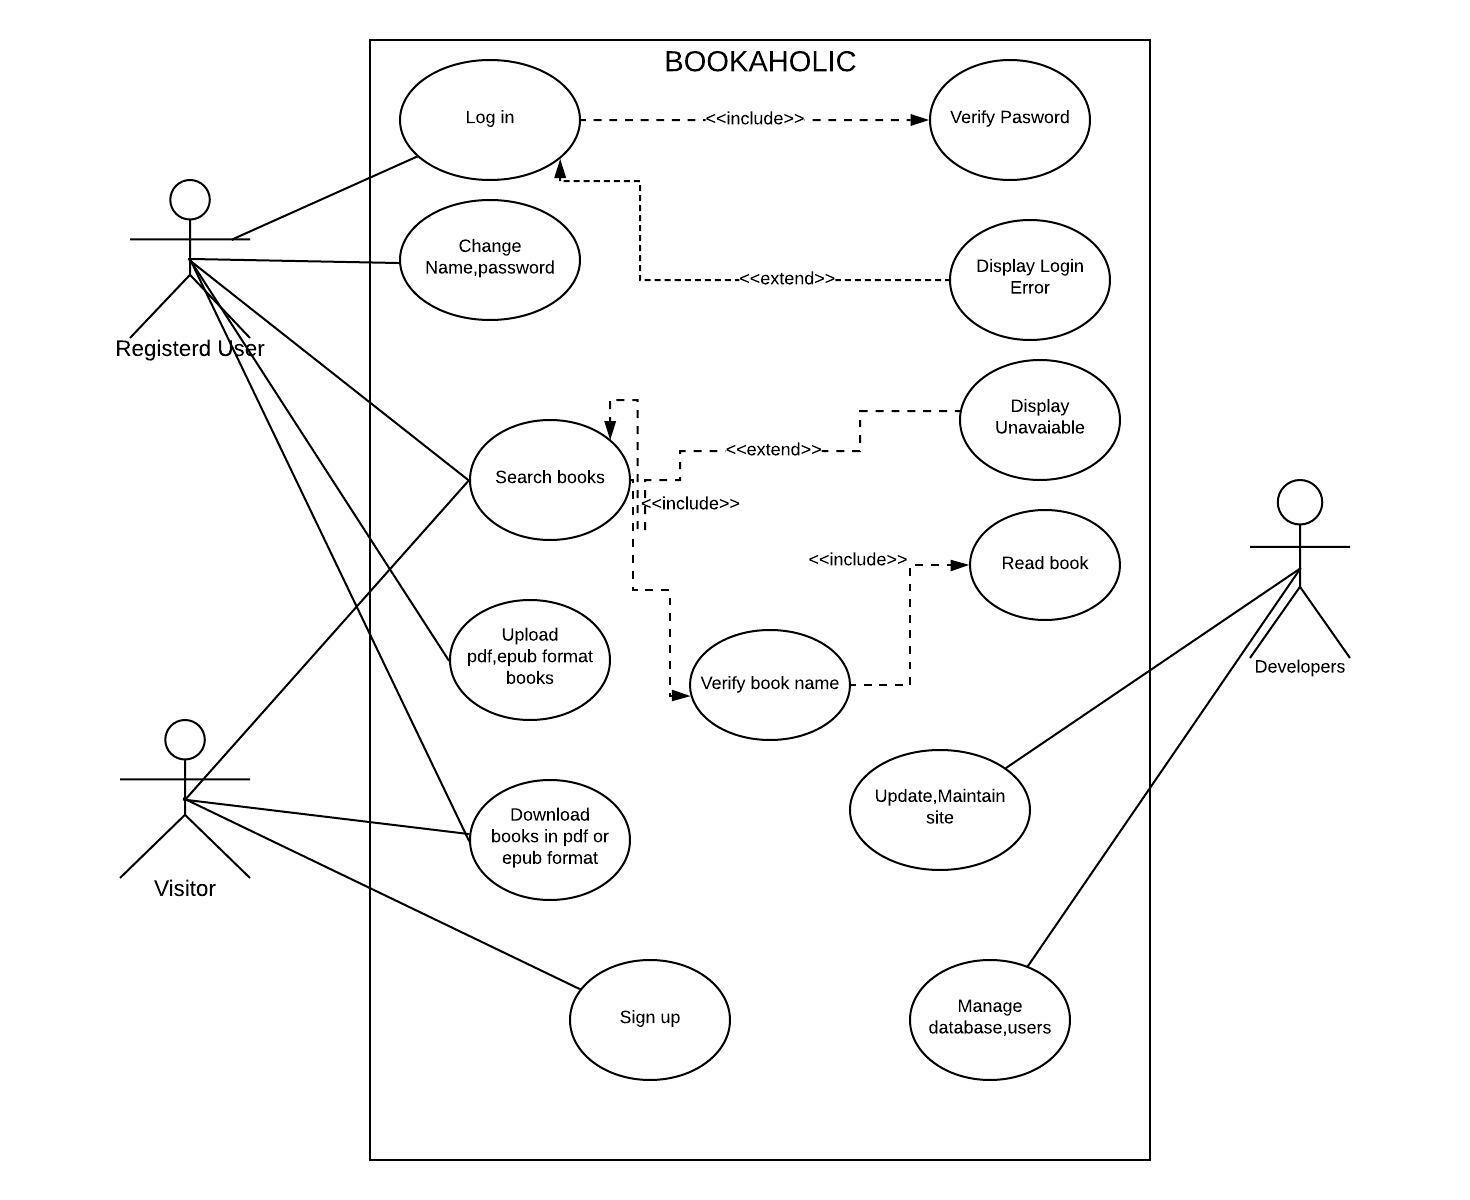 BOOKAHOLIC
Log in
<<include>>
Verify Pasword
Change
Name,password
<<extend>>
Display Login
Error
Registerd User
Display
Unavaiable
<<extend>>
Search books
<<include>>
<<include>>
Read book
Upload
pdf,epub format
books
Verify book name
Developers
Update,Maintain
site
Download
books in pdf or
epub format
Visitor
Sign up
Manage
database,users